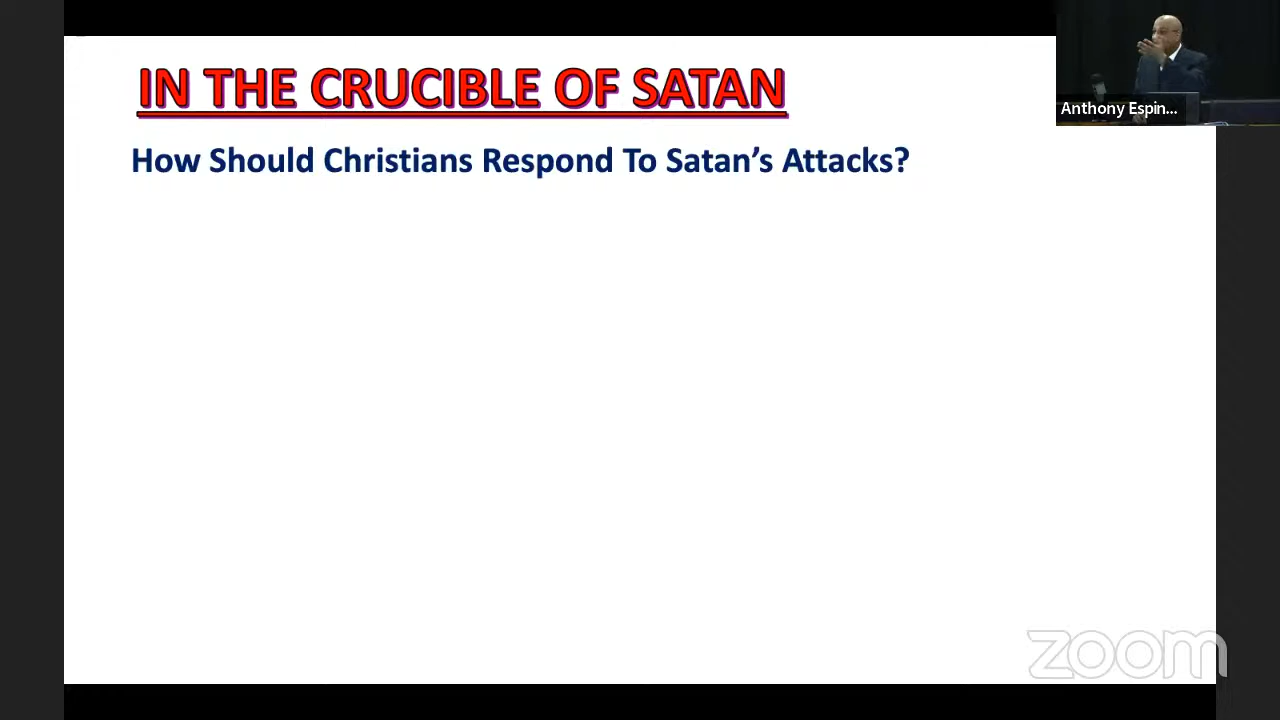 IN THE CRUCIBLE OF SATAN
How Should Christians Respond To Satan’s Attacks?
Anthony Espin...
zoom